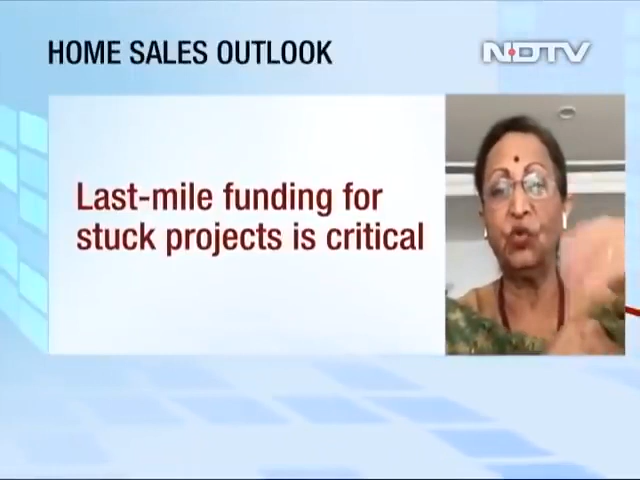 HOME SALES OUTLOOK
NDTV
Last-mile funding for
stuck projects is critical